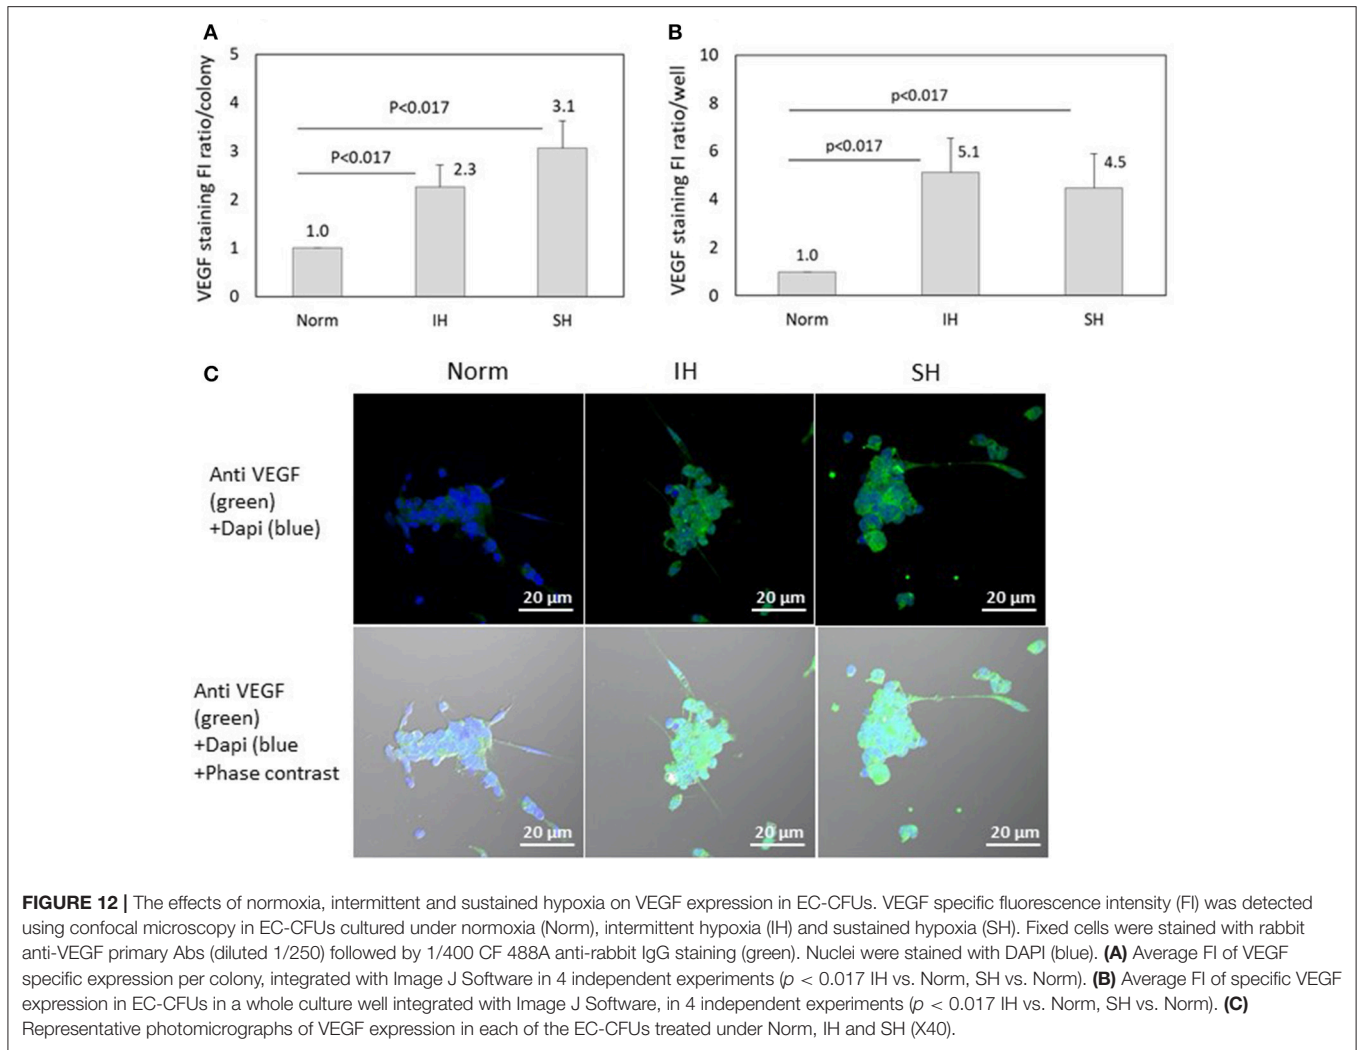 A
VEGF staining FI ratio/colony
5
4
3
2
1
0
P<0.017
P<0.017
1.0
2.3
3.1
Norm IH SH
B
VEGF staining FI ratio/well
10
8
6
4
2
0
p<0.017
p<0.017
1.0
5.1
4.5
Norm IH SH
C
Norm IH SH
Anti VEGF
(green)
+Dapi (blue)
20 µm 20 µm 20 µm
Anti VEGF
(green)
+Dapi (blue
+Phase contrast
20 µm 20 µm 20 µm
FIGURE 12 | The effects of normoxia, intermittent and sustained hypoxia on VEGF expression in EC-CFUs. VEGF specific fluorescence intensity (FI) was detected
using confocal microscopy in EC-CFUs cultured under normoxia (Norm), intermittent hypoxia (IH) and sustained hypoxia (SH). Fixed cells were stained with rabbit
anti-VEGF primary Abs (diluted 1/250) followed by 1/400 CF 488A anti-rabbit IgG staining (green). Nuclei were stained with DAPI (blue). (A) Average FI of VEGF
specific expression per colony, integrated with Image J Software in 4 independent experiments (p < 0.017 IH vs. Norm, SH vs. Norm). (B) Average FI of specific VEGF
expression in EC-CFUs in a whole culture well integrated with Image J Software, in 4 independent experiments (p < 0.017 IH vs. Norm, SH vs. Norm). (C)
Representative photomicrographs of VEGF expression in each of the EC-CFUs treated under Norm, IH and SH (X40).